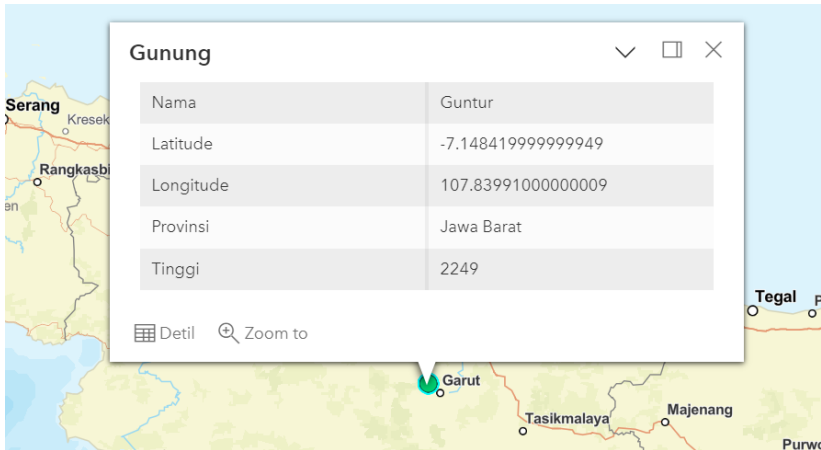 Gunung
Nama Guntur
Latitude -7.148419999999949
Longitude 107.83991000000009
Provinsi Jawa Barat
Tinggi 2249
Detil Zoom to
Serang
Kresek
Rangkasbi
en
Tegal
P
Garut
Tasikmalaya
Majenang
Purwo